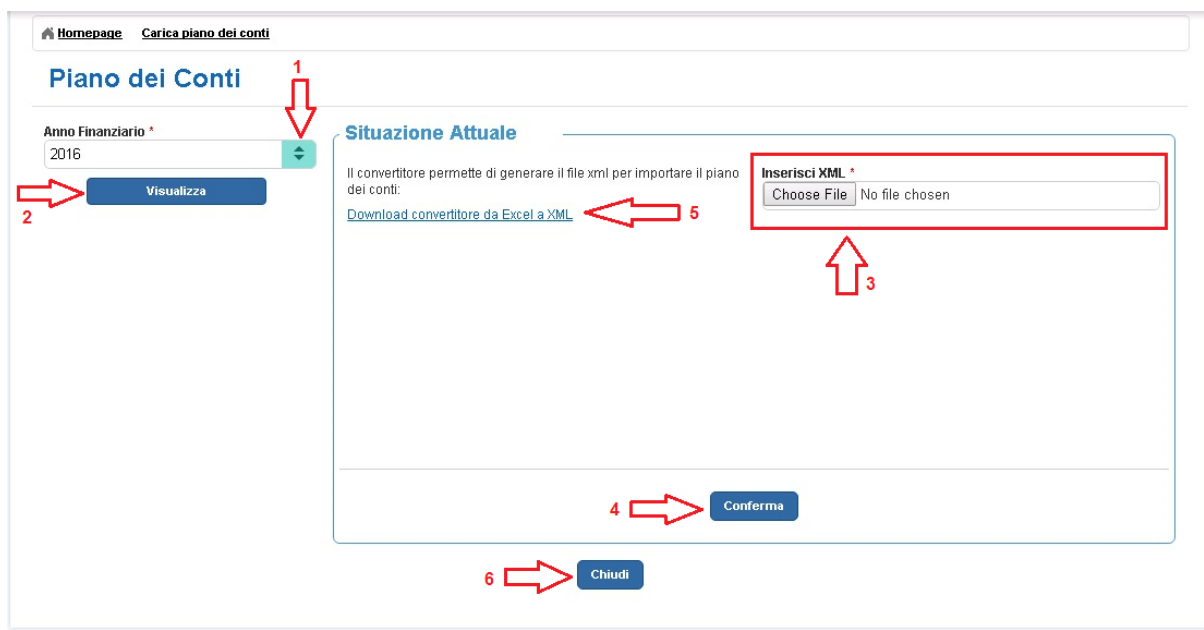 Homepage Carica piano dei conti
Piano dei Conti
1
Anno Finanziario *
2016
Visualizza
2
Situazione Attuale
Il convertitore permette di generare il file xml per importare il piano
dei conti:
Download convertitore da Excel a XML
5
Inserisci XML *
Choose File No file chosen
3
4
Conferma
6
Chiudi